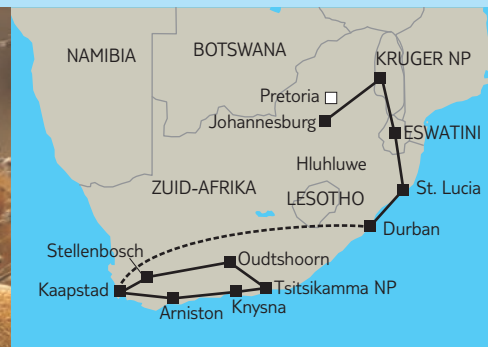 NAMIBIA
BOTSWANA
KRUGER NP
Pretoria
Johannesburg
ESWATINI
Hluhluwe
ZUID-AFRIKA
LESOTHO
St. Lucia
Durban
Stellenbosch
Oudtshoorn
Kaapstad
Tsitsikamma NP
Arniston
Knysna